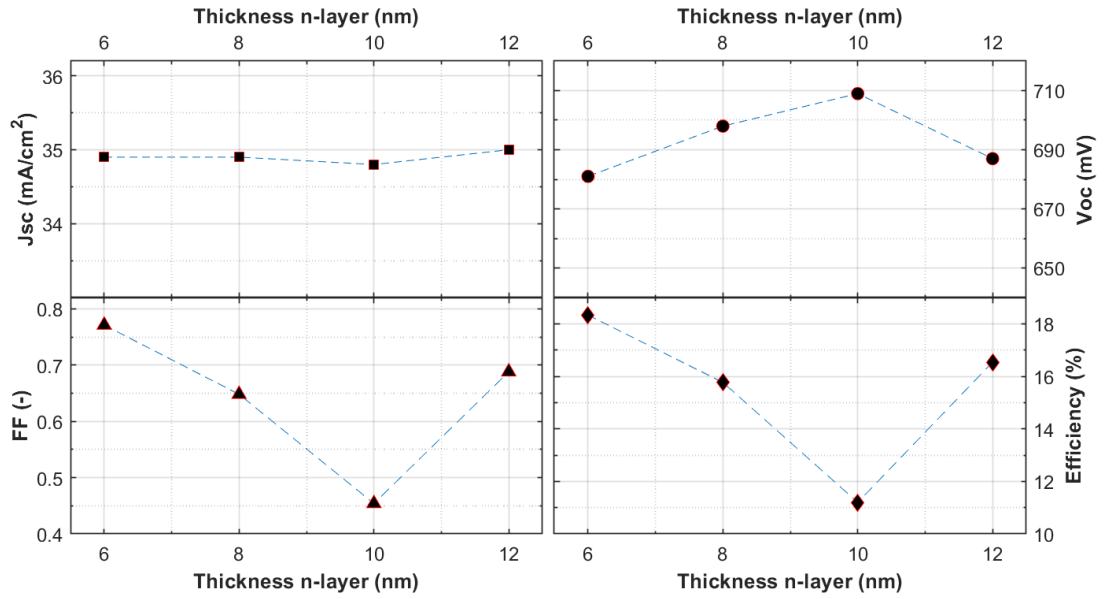 Thickness n-layer (nm)
Thickness n-layer (nm)
6 8 10 12
6 8 10 12
36
35
34
Jsc (mA/cm²)
710
690
670
650
Voc (mV)
0.8
0.7
0.6
0.5
0.4
FF (-)
18
16
14
12
10
Efficiency (%)
6 8 10 12
6 8 10 12
Thickness n-layer (nm)
Thickness n-layer (nm)